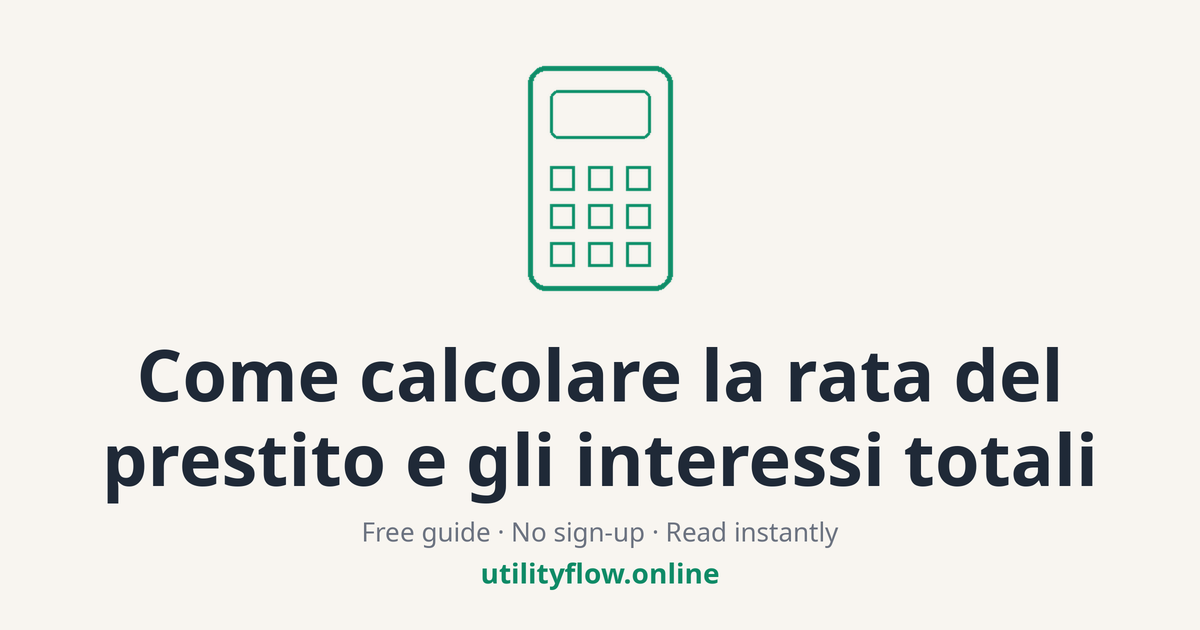 Come calcolare la rata del
prestito e gli interessi totali
Free guide · No sign-up · Read instantly
utilityflow.online